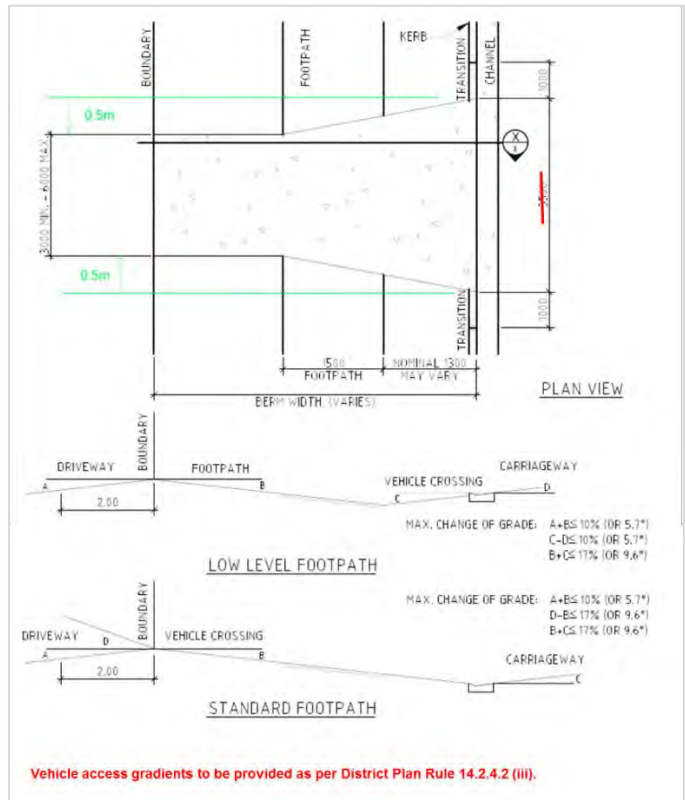 BOUNDARY
FOOTPATH
KERB
TRANSITION
CHANNEL
1000
0.5m
3000 MIN. - 6000 MAX.
X
X
0.5m
TRANSITION
1000
1500
FOOTPATH
NOMINAL 1300
MAY VARY
BERM WIDTH. (VARIES)
PLAN VIEW
BOUNDARY
DRIVEWAY
FOOTPATH
CARRIAGEWAY
VEHICLE CROSSING
A
B
C
D
2.00
MAX. CHANGE OF GRADE: A+B≤10% (OR 5.7°)
C-D≤10% (OR 5.7°)
B+C≤17% (OR 9.6°)
LOW LEVEL FOOTPATH
MAX. CHANGE OF GRADE: A+B≤10% (OR 5.7°)
D-B≤17% (OR 9.6°)
B+C≤17% (OR 9.6°)
BOUNDARY
DRIVEWAY
D
VEHICLE CROSSING
A
B
CARRIAGEWAY
C
2.00
STANDARD FOOTPATH
Vehicle access gradients to be provided as per District Plan Rule 14.2.4.2 (iii).